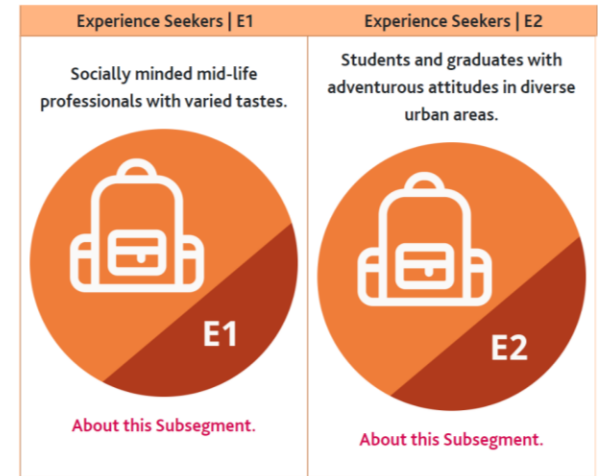 Experience Seekers | E1
Socially minded mid-life
professionals with varied tastes.
E1
About this Subsegment.
Experience Seekers | E2
Students and graduates with
adventurous attitudes in diverse
urban areas.
E2
About this Subsegment.